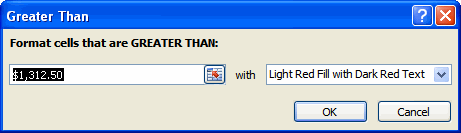 Greater Than
Format cells that are GREATER THAN:
$1,312.50 with Light Red Fill with Dark Red Text
OK Cancel